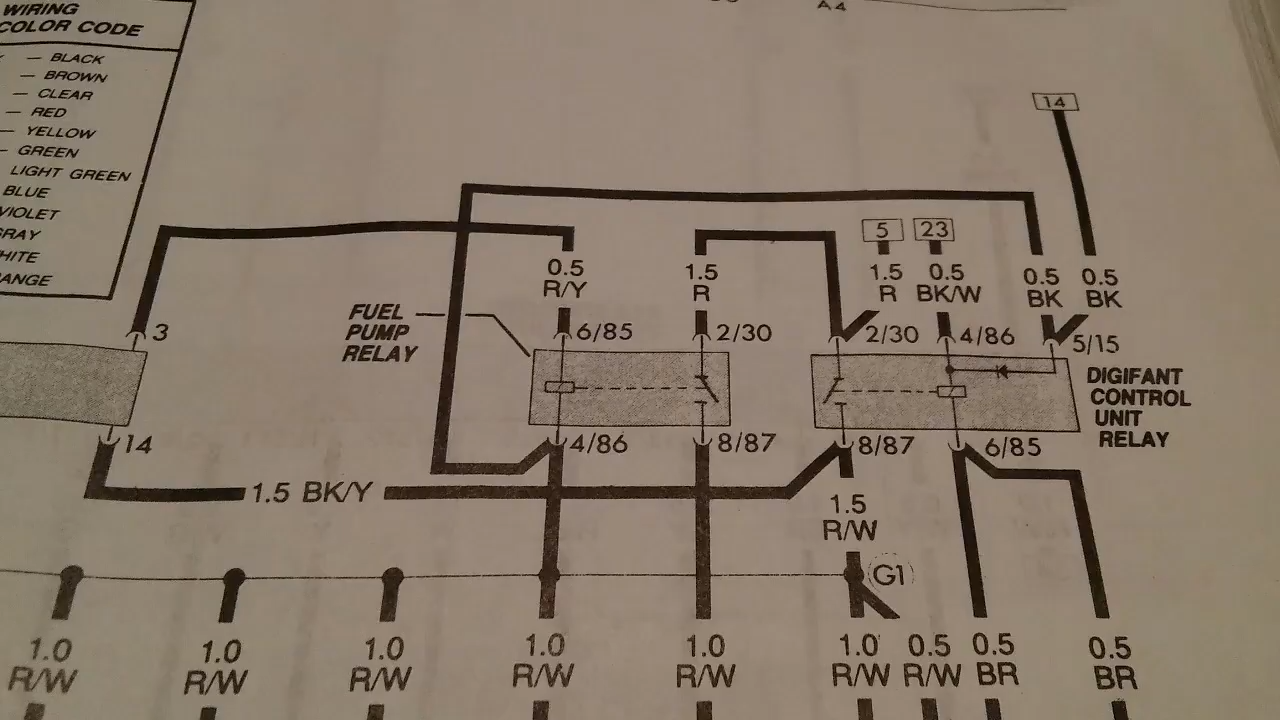 A4
WIRING
COLOR CODE
— BLACK
— BROWN
— CLEAR
— RED
— YELLOW
— GREEN
LIGHT GREEN
BLUE
VIOLET
GRAY
HITE
ANGE
14
5
23
0.5
R/Y
1.5
R
1.5
R
0.5
BK/W
0.5
BK
0.5
BK
FUEL
PUMP
RELAY
3
6/85
2/30
2/30
4/86
5/15
DIGIFANT
CONTROL
UNIT
RELAY
14
4/86
8/87
8/87
6/85
1.5 BK/Y
1.5
R/W
G1
1.0
R/W
1.0
R/W
1.0
R/W
1.0
R/W
1.0
R/W
1.0
R/W
0.5
R/W
0.5
BR
0.5
BR